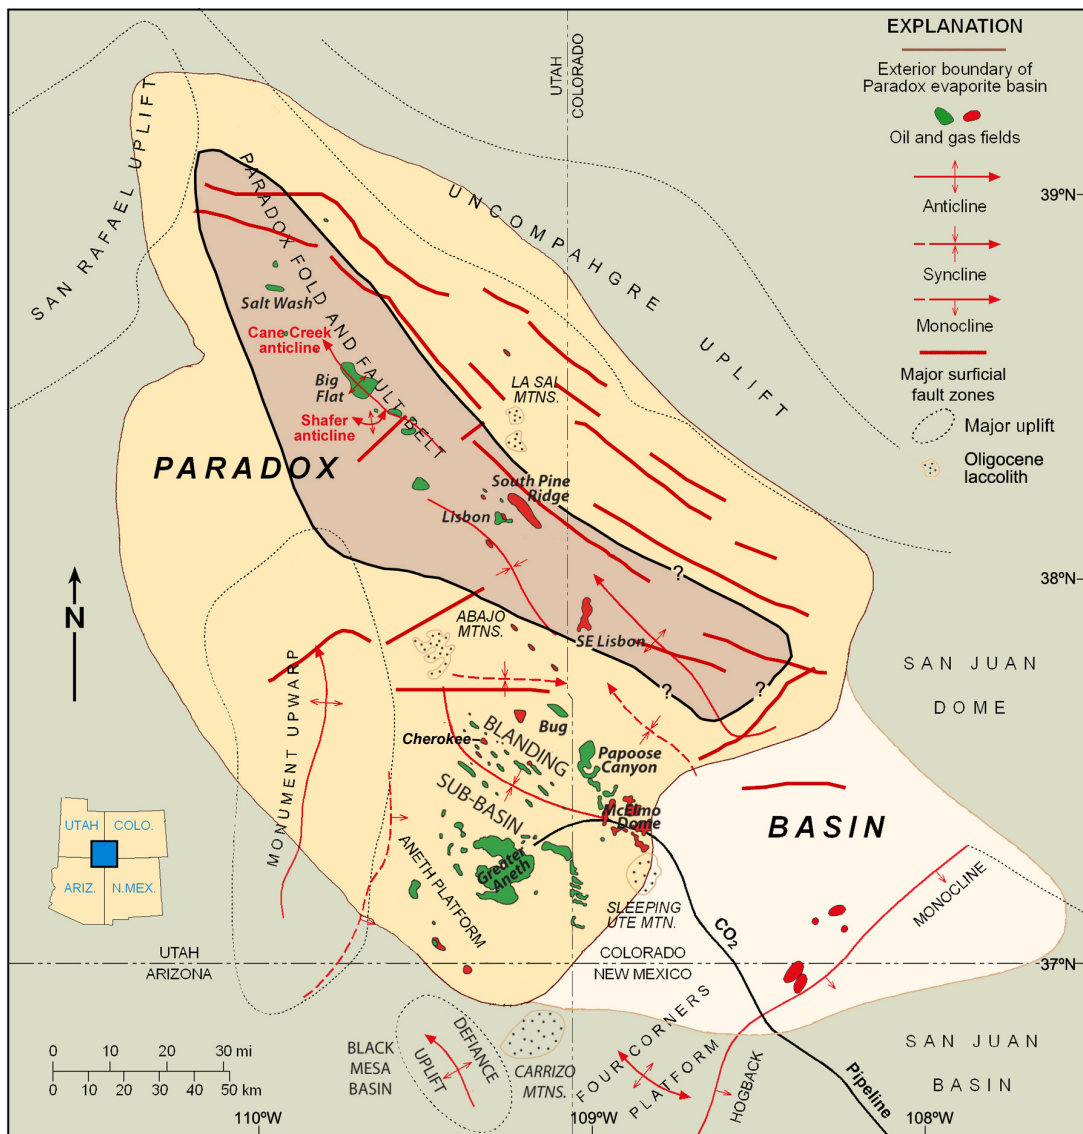 EXPLANATION
Exterior boundary of
Paradox evaporite basin
Oil and gas fields
Anticline
Syncline
Monocline
Major surficial
fault zones
Major uplift
Oligocene
laccolith
UTAH
COLORADO
39ºN
38ºN
37ºN
SAN RAFAEL UPLIFT
PARADOX FOLD AND FAULT BELT
UNCOMPAHGRE UPLIFT
Salt Wash
Cane Creek
anticline
Big
Flat
Shafer
anticline
LA SAL
MTNS.
PARADOX
South Pine
Ridge
Lisbon
?
N
ABAJO
MTNS.
SE Lisbon
?
?
SAN JUAN
DOME
MONUMENT UPWARP
Bug
Cherokee
BLANDING
SUB-BASIN
Papoose
Canyon
McElmo
Dome
BASIN
UTAH
COLO.
ARIZ.
N.MEX.
Greater
Aneth
ANETH PLATFORM
SLEEPING
UTE MTN.
CO2
MONOCLINE
UTAH
ARIZONA
COLORADO
NEW MEXICO
FOUR CORNERS
PLATFORM
HOGBACK
SAN JUAN
BASIN
0 10 20 30 mi
0 10 20 30 40 50 km
BLACK
MESA
BASIN
DEFIANCE
UPLIFT
CARRIZO
MTNS.
Pipeline
110ºW
109ºW
108ºW